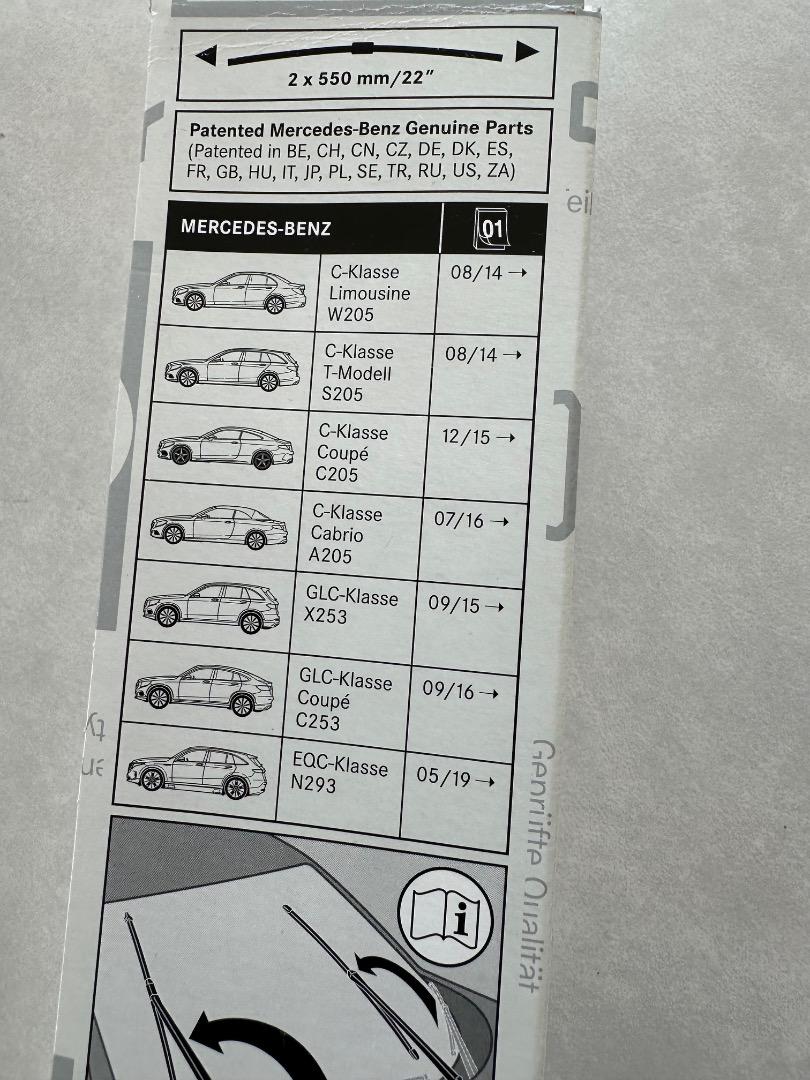 2 x 550 mm/22″
Patented Mercedes-Benz Genuine Parts
(Patented in BE, CH, CN, CZ, DE, DK, ES,
FR, GB, HU, IT, JP, PL, SE, TR, RU, US, ZA)
MERCEDES-BENZ 01
C-Klasse
Limousine
W205
08/14 →
C-Klasse
T-Modell
S205
08/14 →
C-Klasse
Coupé
C205
12/15 →
C-Klasse
Cabrio
A205
07/16 →
GLC-Klasse
X253
09/15 →
GLC-Klasse
Coupé
C253
09/16 →
EQC-Klasse
N293
05/19 →
i
Geprüfte Qualität